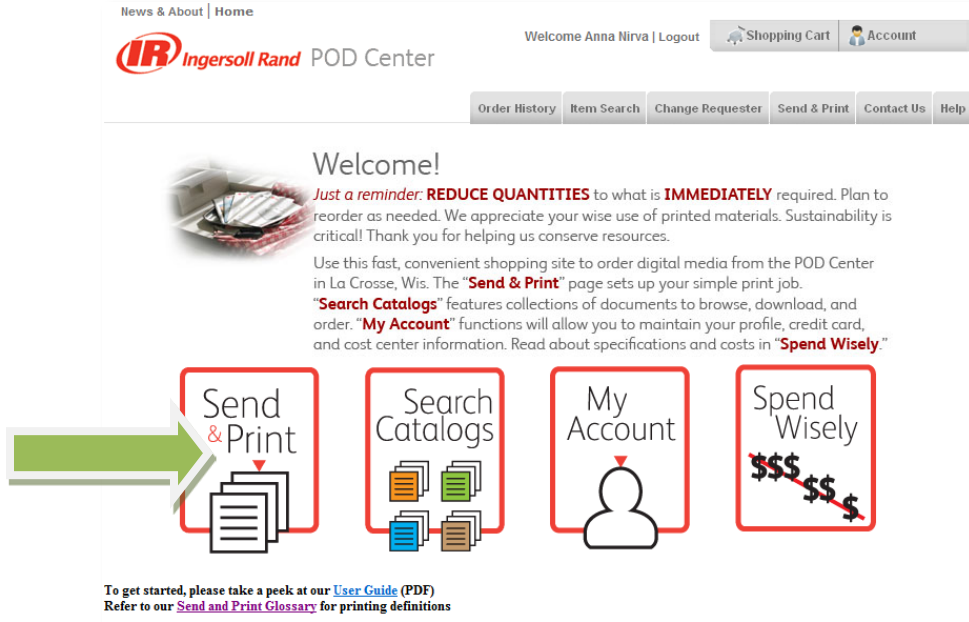 News & About | Home
Welcome Anna Nirva | Logout Shopping Cart Account
IR Ingersoll Rand POD Center
Order History Item Search Change Requester Send & Print Contact Us Help
Welcome!
Just a reminder: REDUCE QUANTITIES to what is IMMEDIATELY required. Plan to
reorder as needed. We appreciate your wise use of printed materials. Sustainability is
critical! Thank you for helping us conserve resources.
Use this fast, convenient shopping site to order digital media from the POD Center
in La Crosse, Wis. The “Send & Print” page sets up your simple print job.
“Search Catalogs” features collections of documents to browse, download, and
order. “My Account” functions will allow you to maintain your profile, credit card,
and cost center information. Read about specifications and costs in “Spend Wisely.”
Send
& Print
Search
Catalogs
My
Account
Spend
Wisely
$$$ $$ $
To get started, please take a peek at our User Guide (PDF)
Refer to our Send and Print Glossary for printing definitions